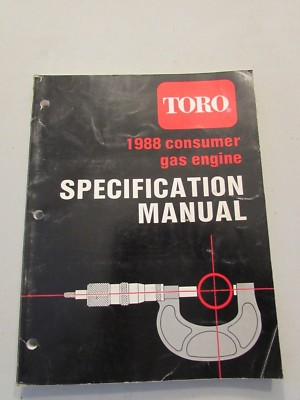 TORO
1988 consumer
gas engine
SPECIFICATION
MANUAL